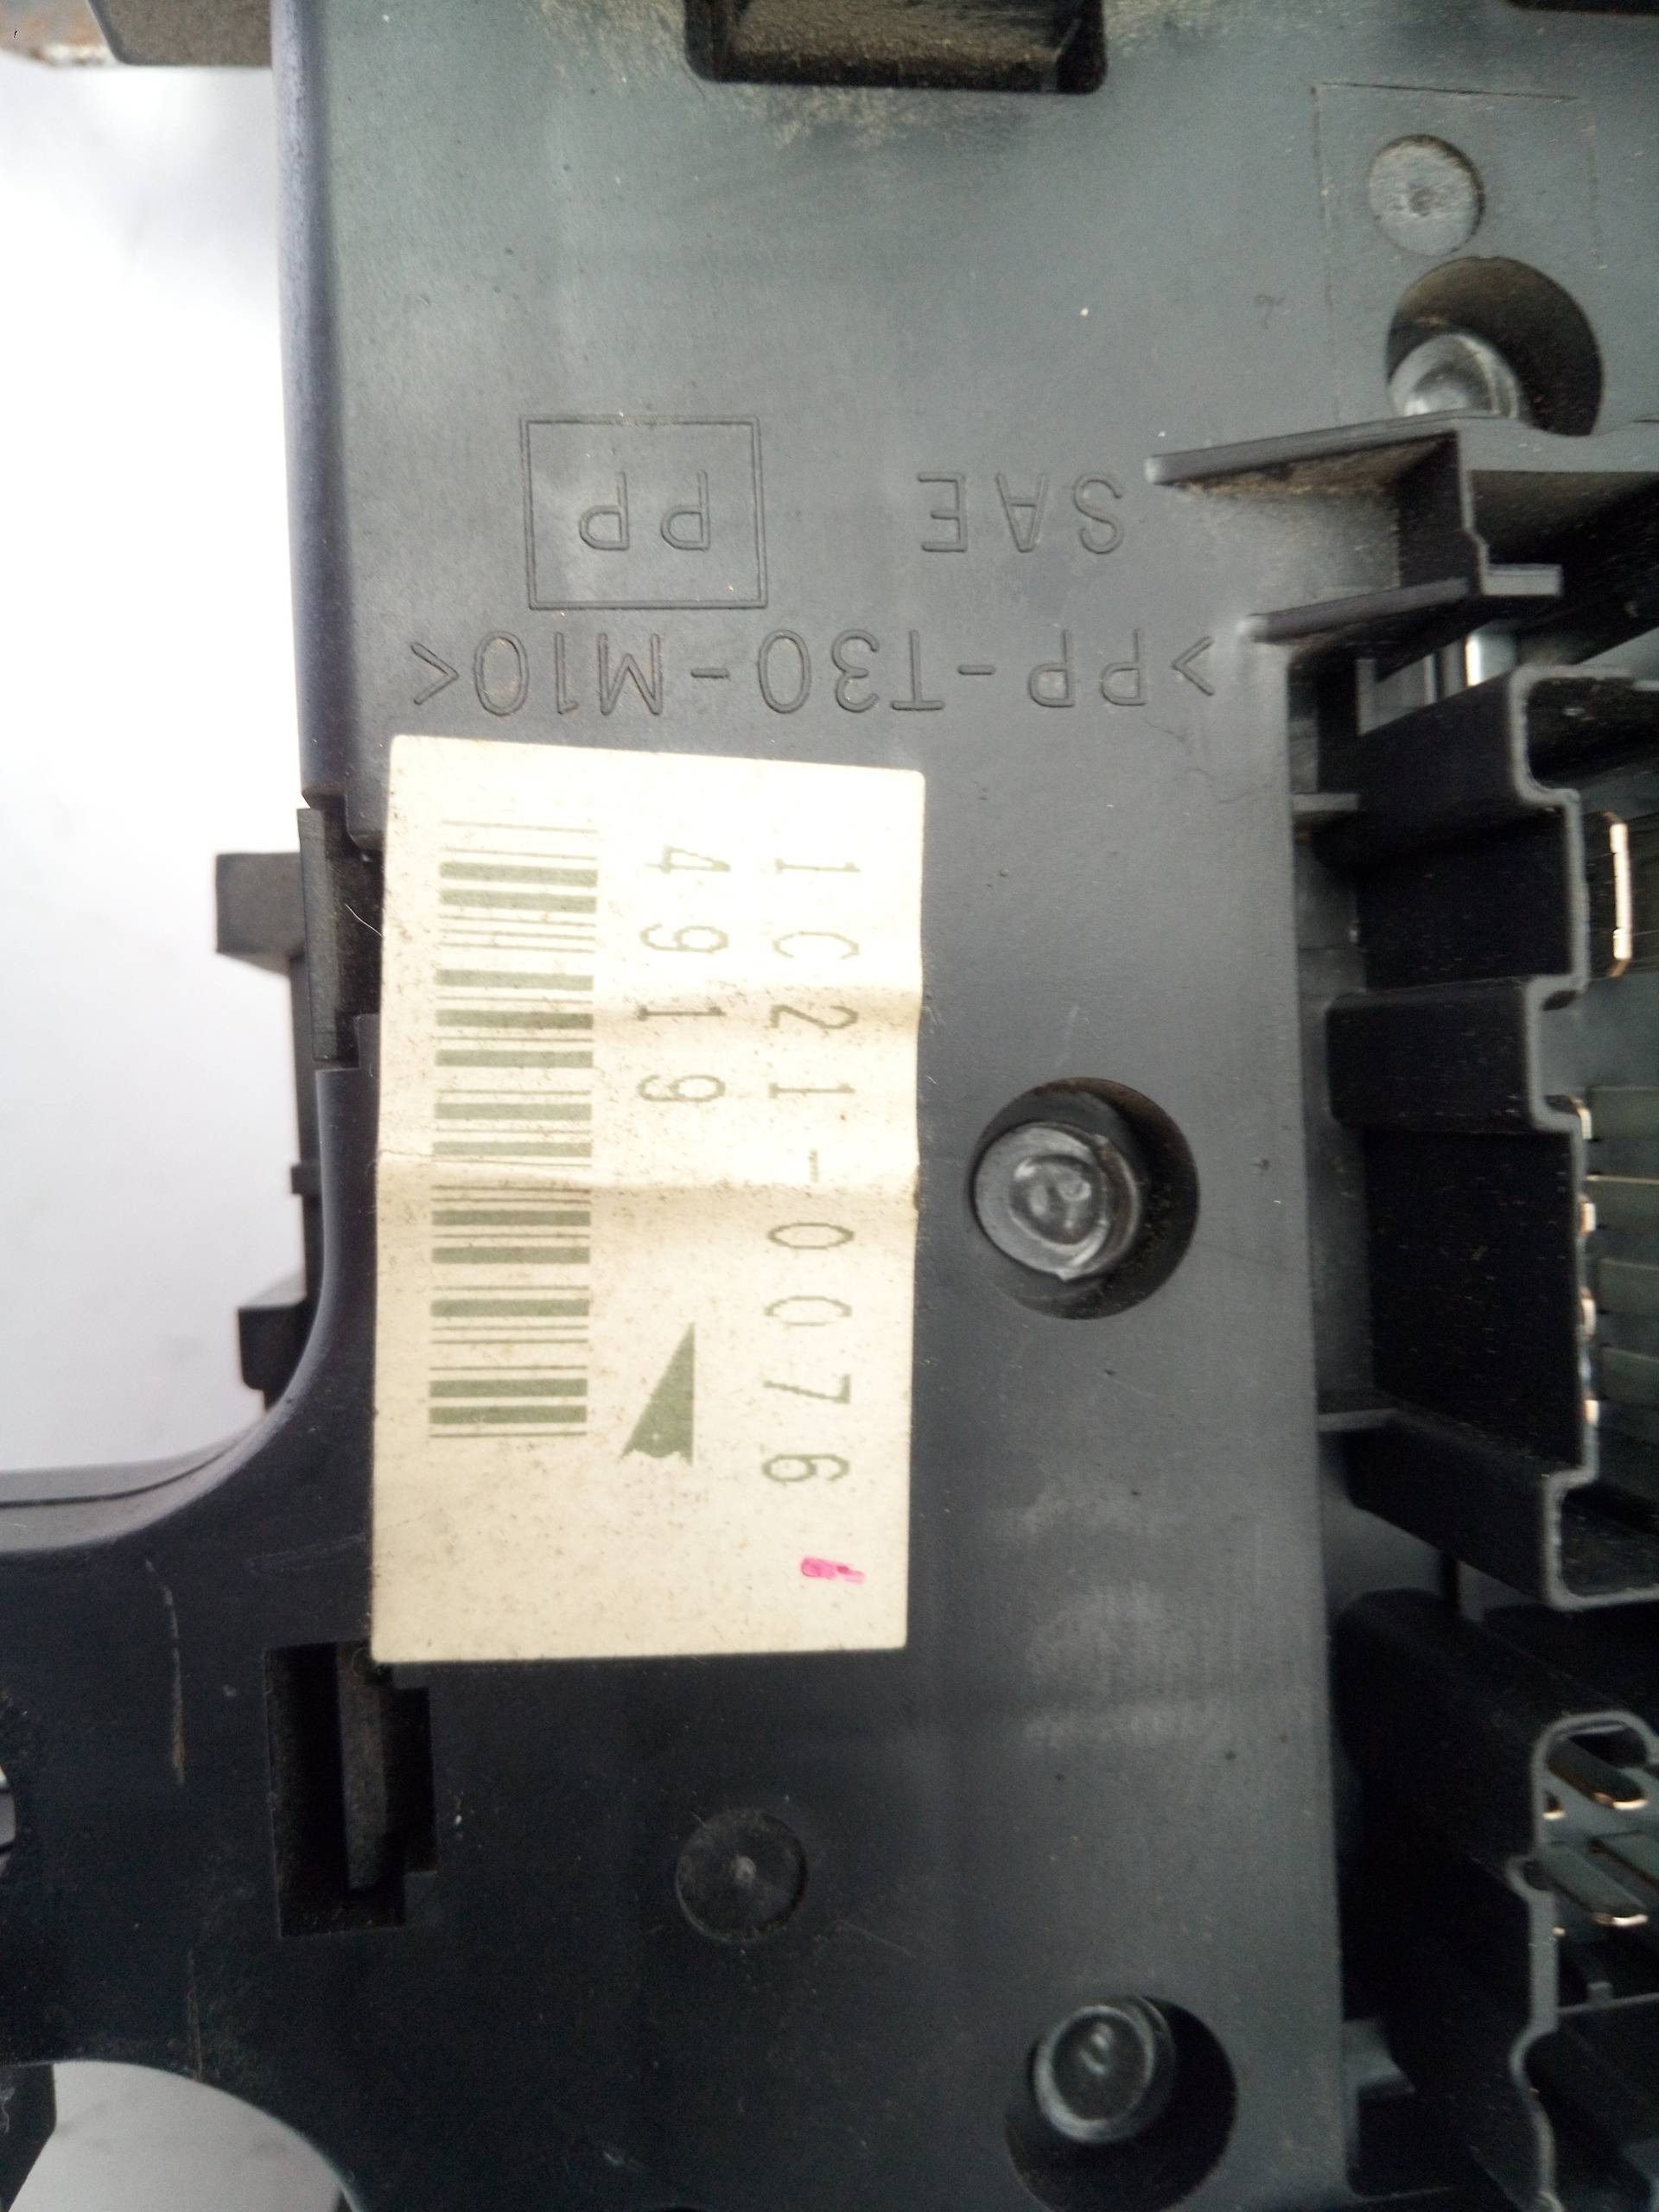 >PP-T30-M10<
SAE PP
1C21-0076
4919